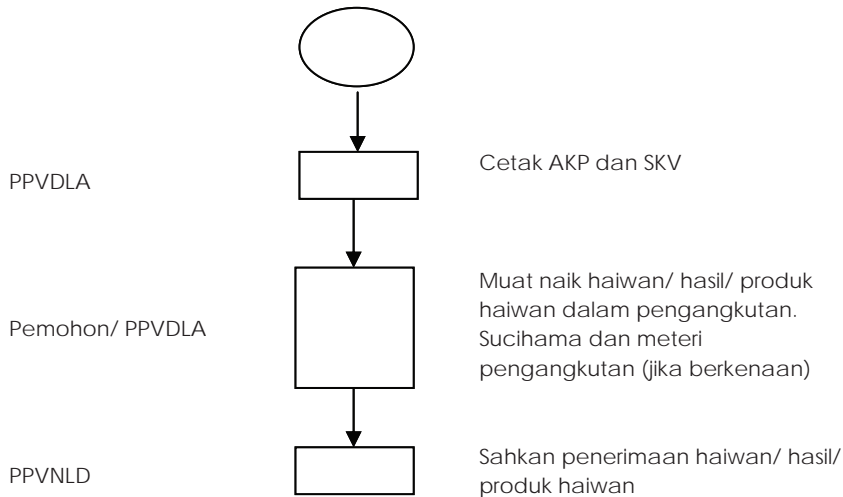 PPVDLA
Cetak AKP dan SKV
Pemohon/ PPVDLA
Muat naik haiwan/ hasil/ produk
haiwan dalam pengangkutan.
Sucihama dan meteri
pengangkutan (jika berkenaan)
PPVNLD
Sahkan penerimaan haiwan/ hasil/
produk haiwan